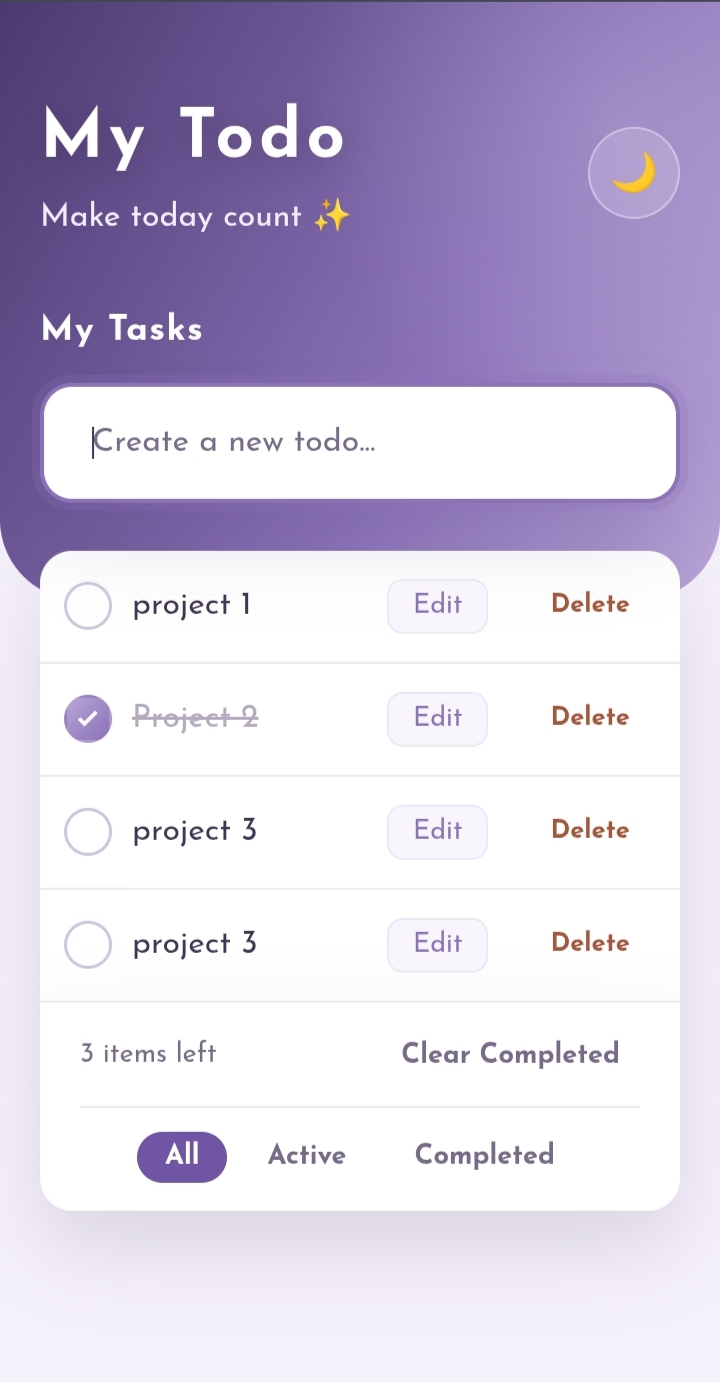 My Todo
Make today count ✨
My Tasks
Create a new todo...
project 1 Edit Delete
Project 2 Edit Delete
project 3 Edit Delete
project 3 Edit Delete
3 items left Clear Completed
All Active Completed